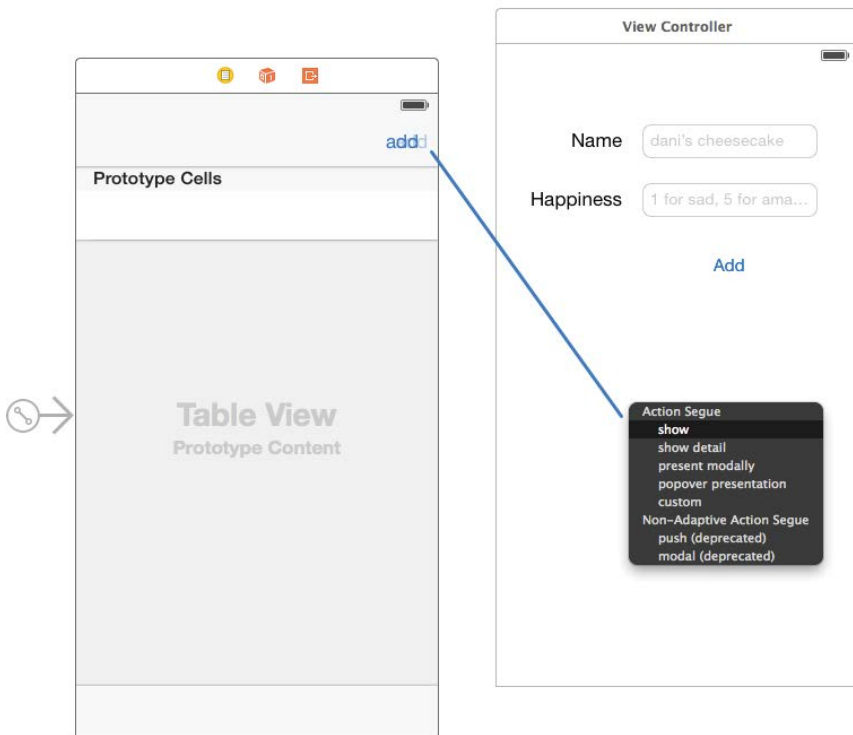 View Controller
add
Prototype Cells
Table View
Prototype Content
Name
dani's cheesecake
Happiness
1 for sad, 5 for ama...
Add
Action Segue
show
show detail
present modally
popover presentation
custom
Non-Adaptive Action Segue
push (deprecated)
modal (deprecated)